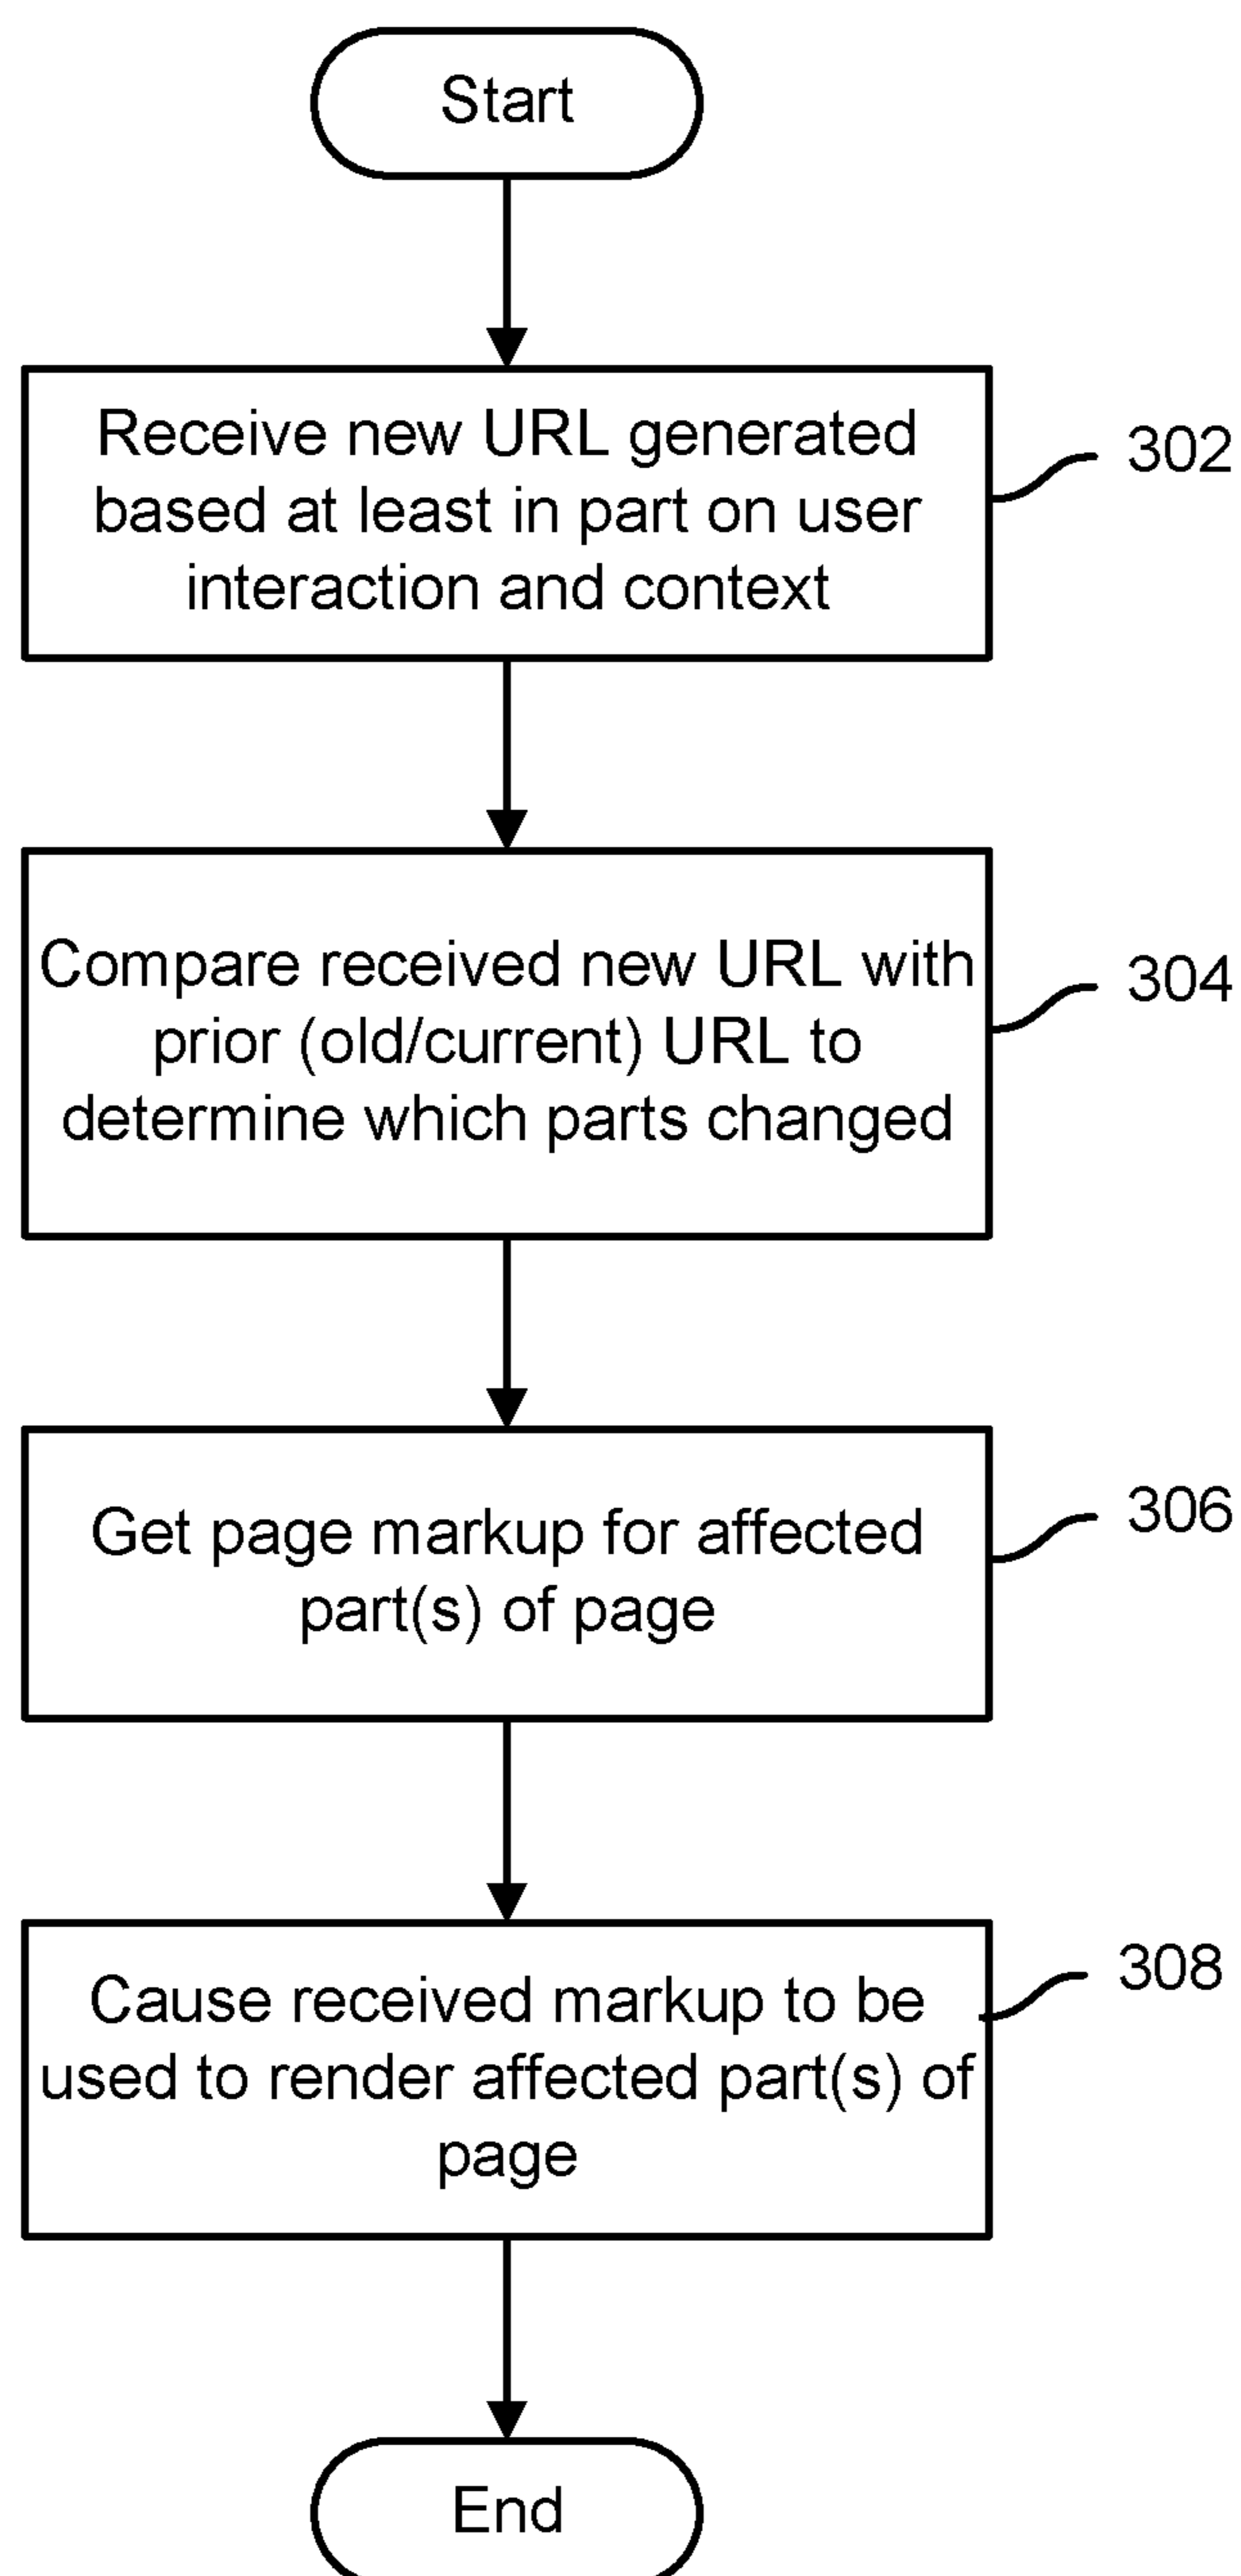 Start
Receive new URL generated
based at least in part on user
interaction and context
302
Compare received new URL with
prior (old/current) URL to
determine which parts changed
304
Get page markup for affected
part(s) of page
306
Cause received markup to be
used to render affected part(s) of
page
308
End